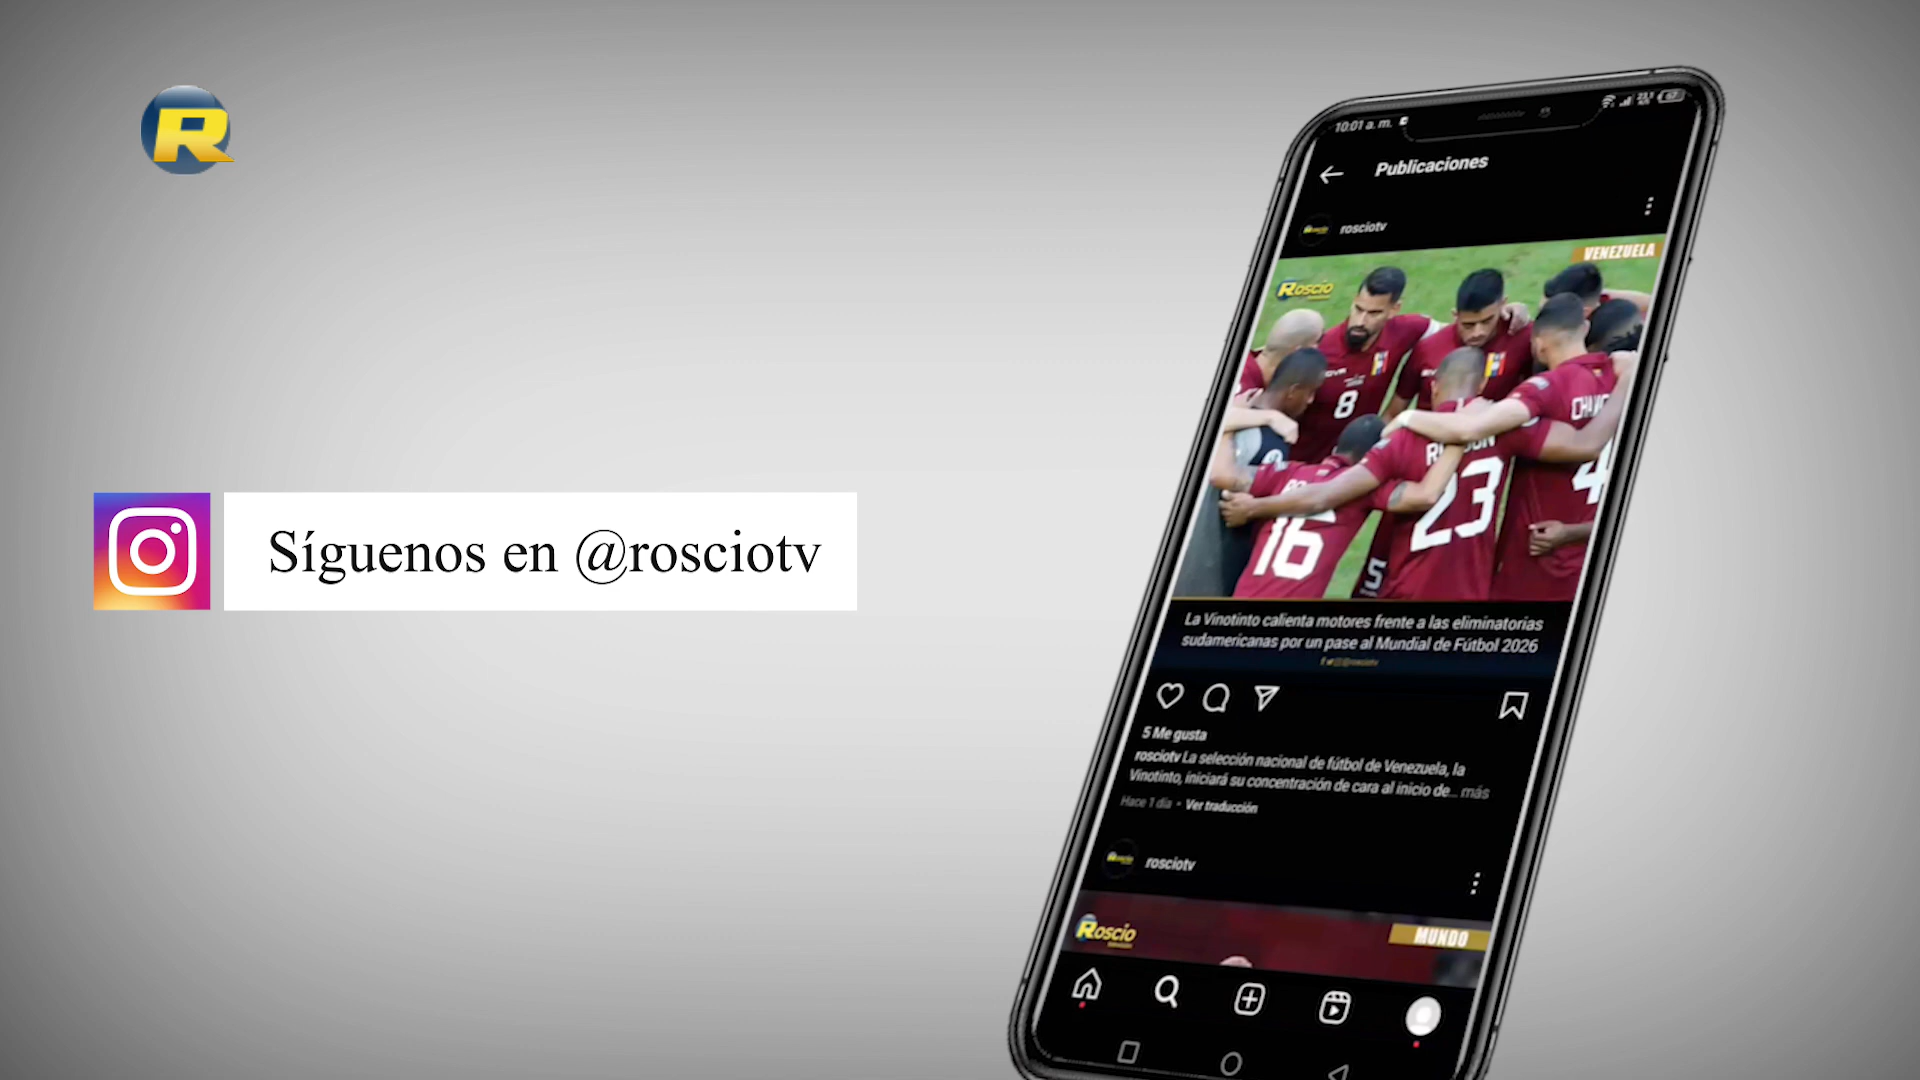 R
Síguenos en @rosciotv
10:01 a. m.
67
Publicaciones
rosciotv
VENEZUELA
Roscio
8
CHA
23
4
16
5
La Vinotinto calienta motores frente a las eliminatorias
sudamericanas por un pase al Mundial de Fútbol 2026
5 Me gusta
rosciotv La selección nacional de fútbol de Venezuela, la
Vinotinto, iniciará su concentración de cara al inicio de... más
Hace 1 día • Ver traducción
rosciotv
Roscio
MUNDO